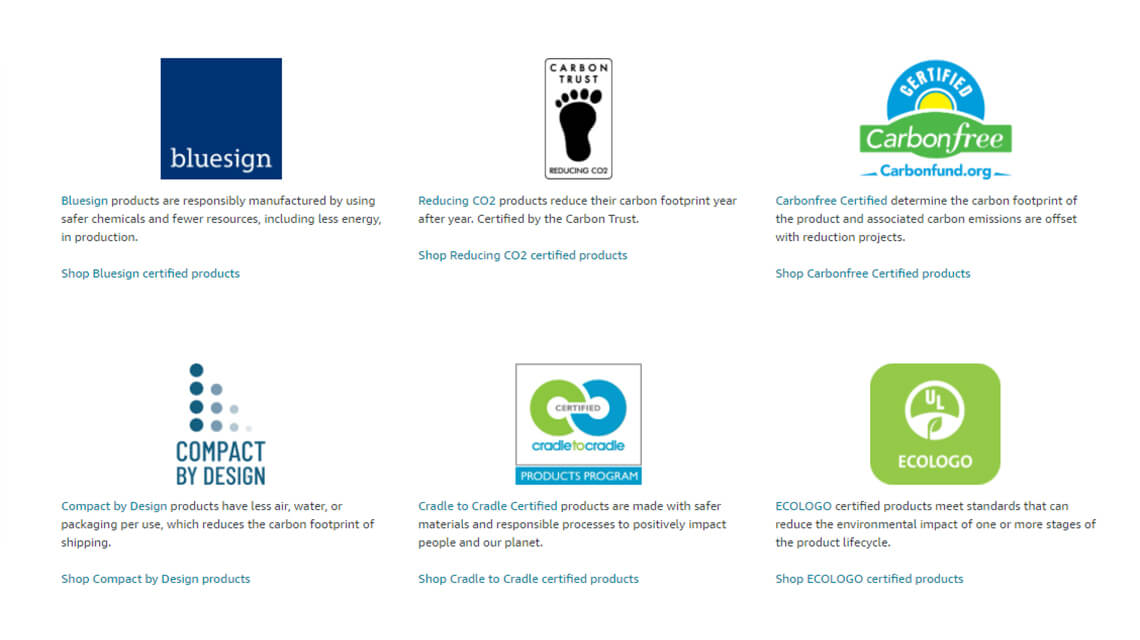 bluesign
Bluesign products are responsibly manufactured by using
safer chemicals and fewer resources, including less energy,
in production.
Shop Bluesign certified products
CARBON
TRUST
REDUCING CO2
Reducing CO2 products reduce their carbon footprint year
after year. Certified by the Carbon Trust.
Shop Reducing CO2 certified products
CERTIFIED
Carbonfree
Carbonfund.org
Carbonfree Certified determine the carbon footprint of
the product and associated carbon emissions are offset
with reduction projects.
Shop Carbonfree Certified products
COMPACT
BY DESIGN
Compact by Design products have less air, water, or
packaging per use, which reduces the carbon footprint of
shipping.
Shop Compact by Design products
CERTIFIED
cradletocradle
PRODUCTS PROGRAM
Cradle to Cradle Certified products are made with safer
materials and responsible processes to positively impact
people and our planet.
Shop Cradle to Cradle certified products
UL
ECOLOGO
ECOLOGO certified products meet standards that can
reduce the environmental impact of one or more stages of
the product lifecycle.
Shop ECOLOGO certified products